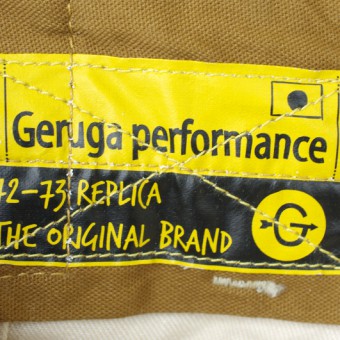 Geruga performance
42-73 REPLICA
THE ORIGINAL BRAND
G